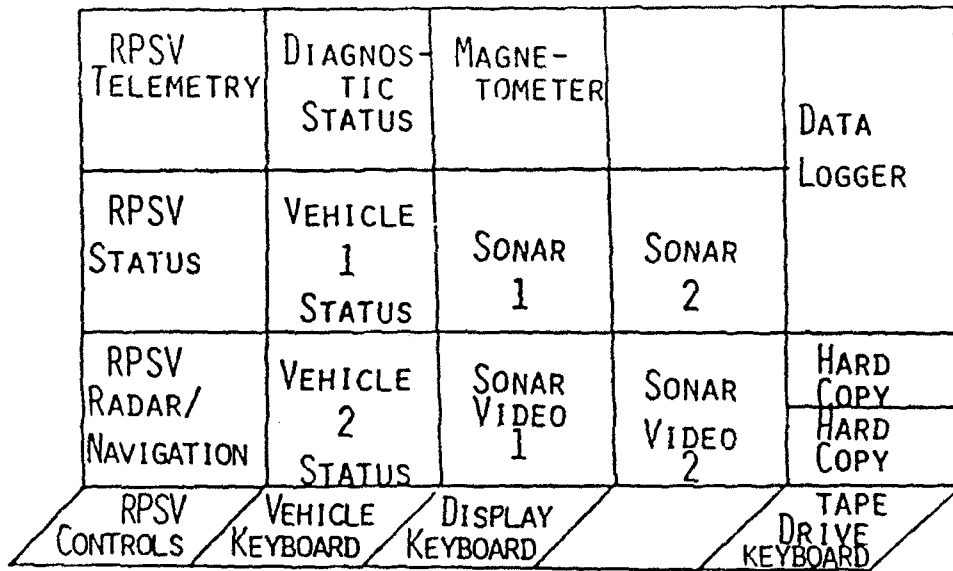 RPSV
TELEMETRY
DIAGNOS-
TIC
STATUS
MAGNE-
TOMETER
DATA
LOGGER
RPSV
STATUS
VEHICLE
1
STATUS
SONAR
1
SONAR
2
RPSV
RADAR/
NAVIGATION
VEHICLE
2
STATUS
SONAR
VIDEO
1
SONAR
VIDEO
2
HARD
COPY
HARD
COPY
RPSV
CONTROLS
VEHICLE
KEYBOARD
DISPLAY
KEYBOARD
TAPE
DRIVE
KEYBOARD